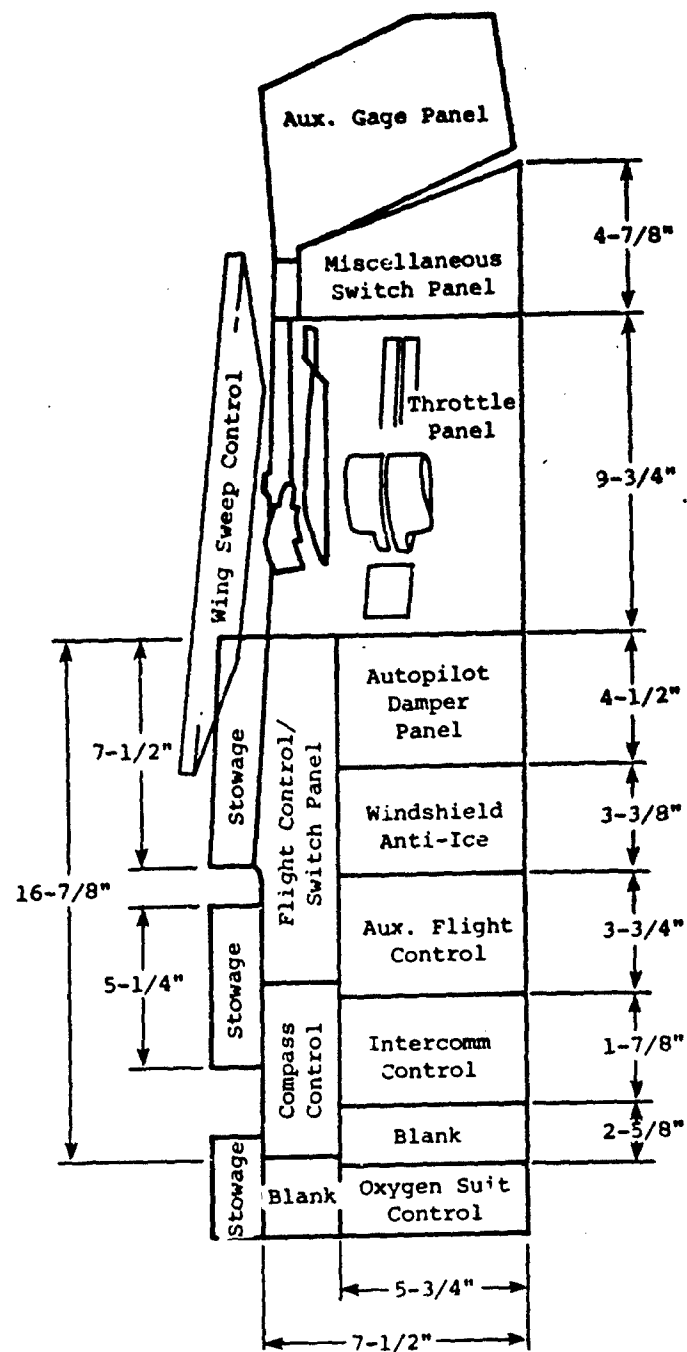 Aux. Gage Panel
4-7/8"
Miscellaneous
Switch Panel
Wing Sweep Control
Throttle
Panel
9-3/4"
Autopilot
Damper
Panel
4-1/2"
7-1/2"
Stowage
Flight Control/
Switch Panel
Windshield
Anti-Ice
3-3/8"
16-7/8"
Aux. Flight
Control
3-3/4"
5-1/4"
Stowage
Compass
Control
Intercomm
Control
1-7/8"
Blank
2-5/8"
Stowage
Blank
Oxygen Suit
Control
5-3/4"
7-1/2"